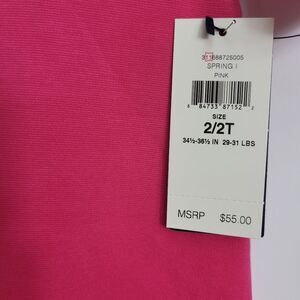 311688725005
SPRING I
PINK
8 84733 87152 2
SIZE
2/2T
34½-36½ IN 29-31 LBS
MSRP $55.00